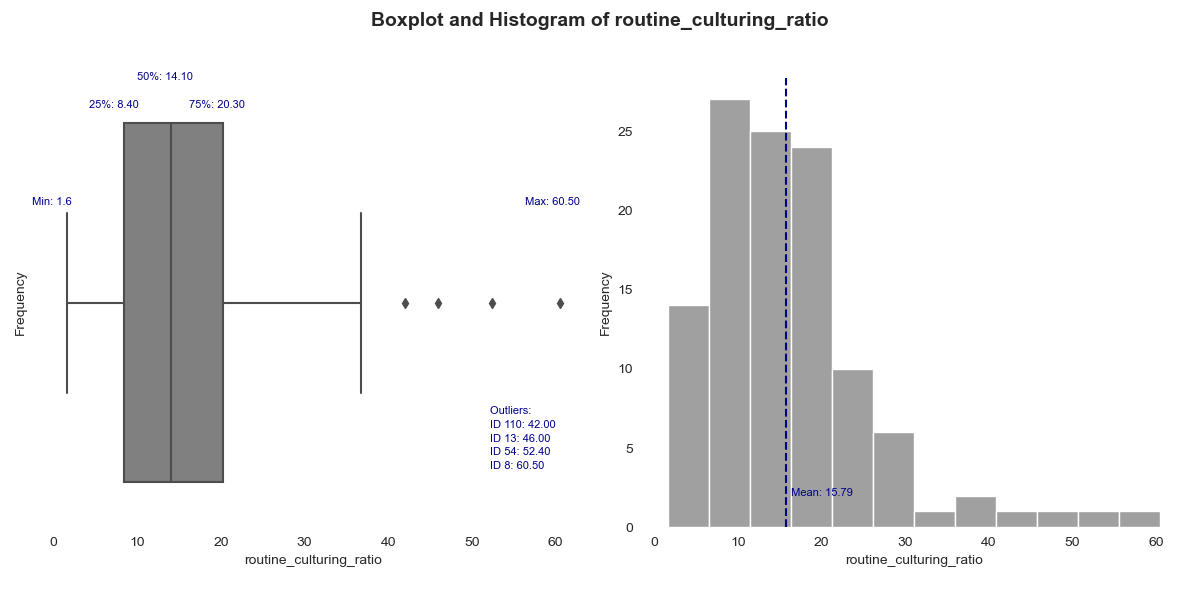 Boxplot and Histogram of routine_culturing_ratio
50%: 14.10
25%: 8.40
75%: 20.30
Min: 1.6
Max: 60.50
Frequency
Outliers:
ID 110: 42.00
ID 13: 46.00
ID 54: 52.40
ID 8: 60.50
0 10 20 30 40 50 60
routine_culturing_ratio
Frequency
25
20
15
10
5
0
Mean: 15.79
0 10 20 30 40 50 60
routine_culturing_ratio